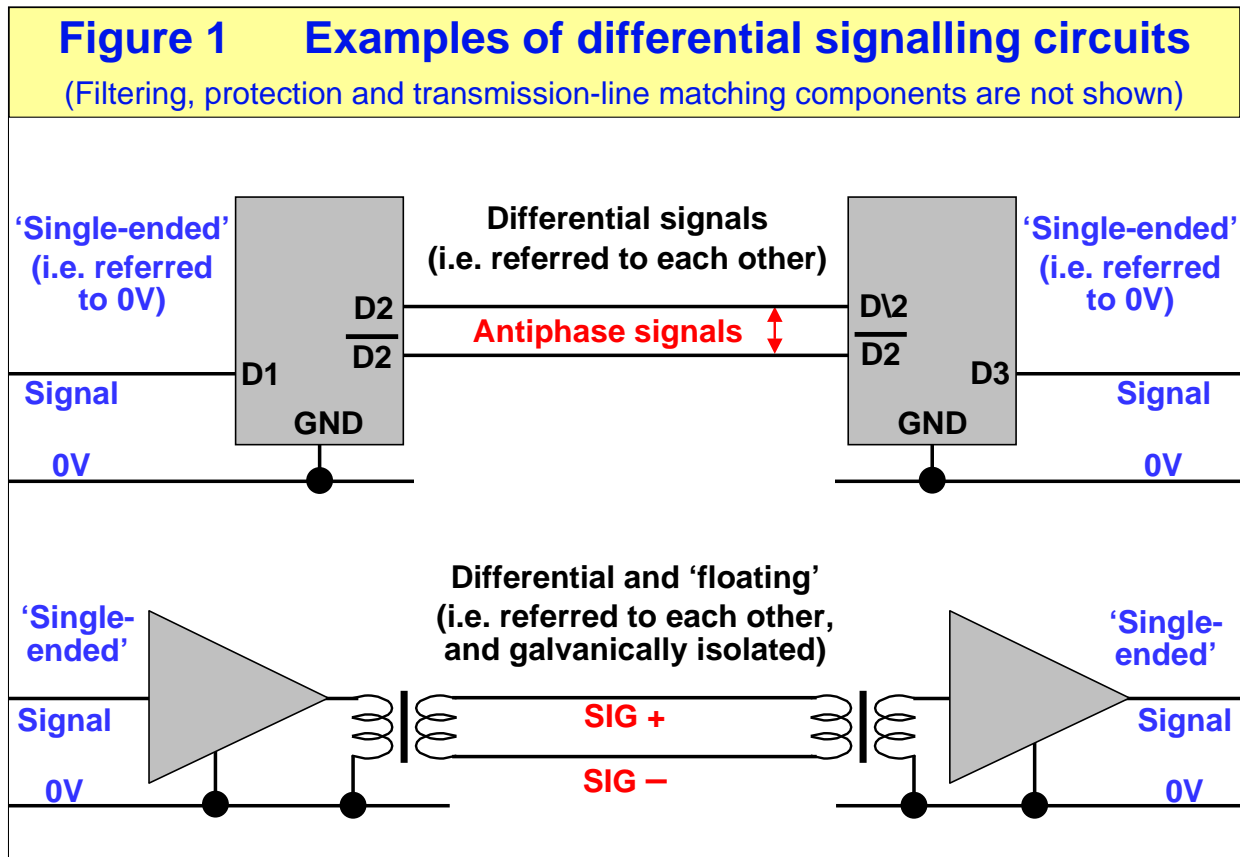 Figure 1 Examples of differential signalling circuits
(Filtering, protection and transmission-line matching components are not shown)
‘Single-ended’
(i.e. referred
to 0V)
Differential signals
(i.e. referred to each other)
‘Single-ended’
(i.e. referred
to 0V)
D2
D2
Antiphase signals
D\2
D2
D1
D3
Signal
Signal
GND
GND
0V
0V
Differential and ‘floating’
(i.e. referred to each other,
and galvanically isolated)
‘Single-
ended’
‘Single-
ended’
Signal
SIG +
Signal
0V
SIG –
0V